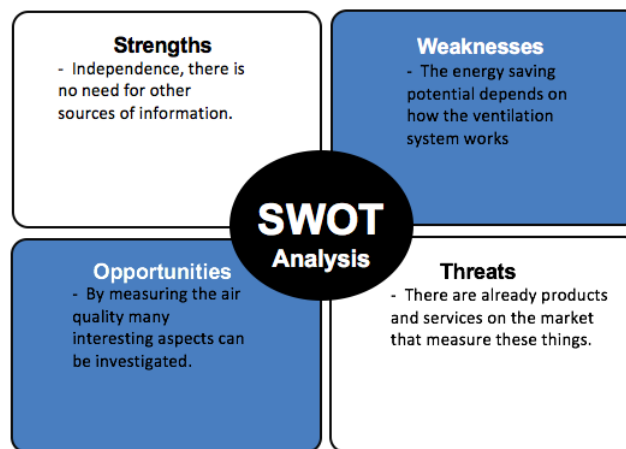 Strengths
- Independence, there is
no need for other
sources of information.
Weaknesses
- The energy saving
potential depends on
how the ventilation
system works
SWOT
Analysis
Opportunities
- By measuring the air
quality many
interesting aspects can
be investigated.
Threats
- There are already products
and services on the market
that measure these things.